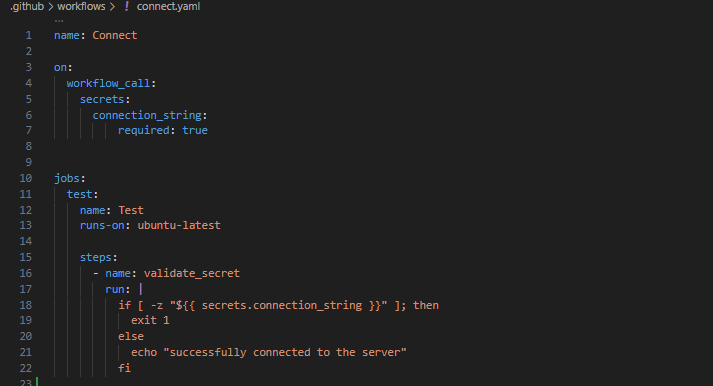 .github > workflows > ! connect.yaml
...
1 name: Connect
2
3 on:
4   workflow_call:
5     secrets:
6       connection_string:
7           required: true
8
9
10 jobs:
11   test:
12     name: Test
13     runs-on: ubuntu-latest
14
15     steps:
16       - name: validate_secret
17         run: |
18           if [ -z "${{ secrets.connection_string }}" ]; then
19             exit 1
20           else
21             echo "successfully connected to the server"
22           fi
23